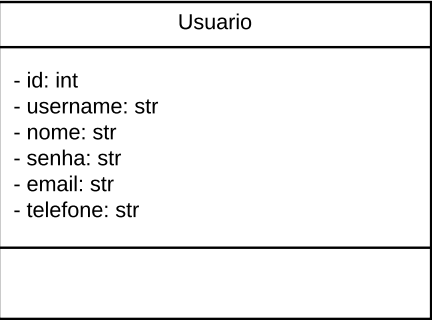 Usuario
- id: int
- username: str
- nome: str
- senha: str
- email: str
- telefone: str